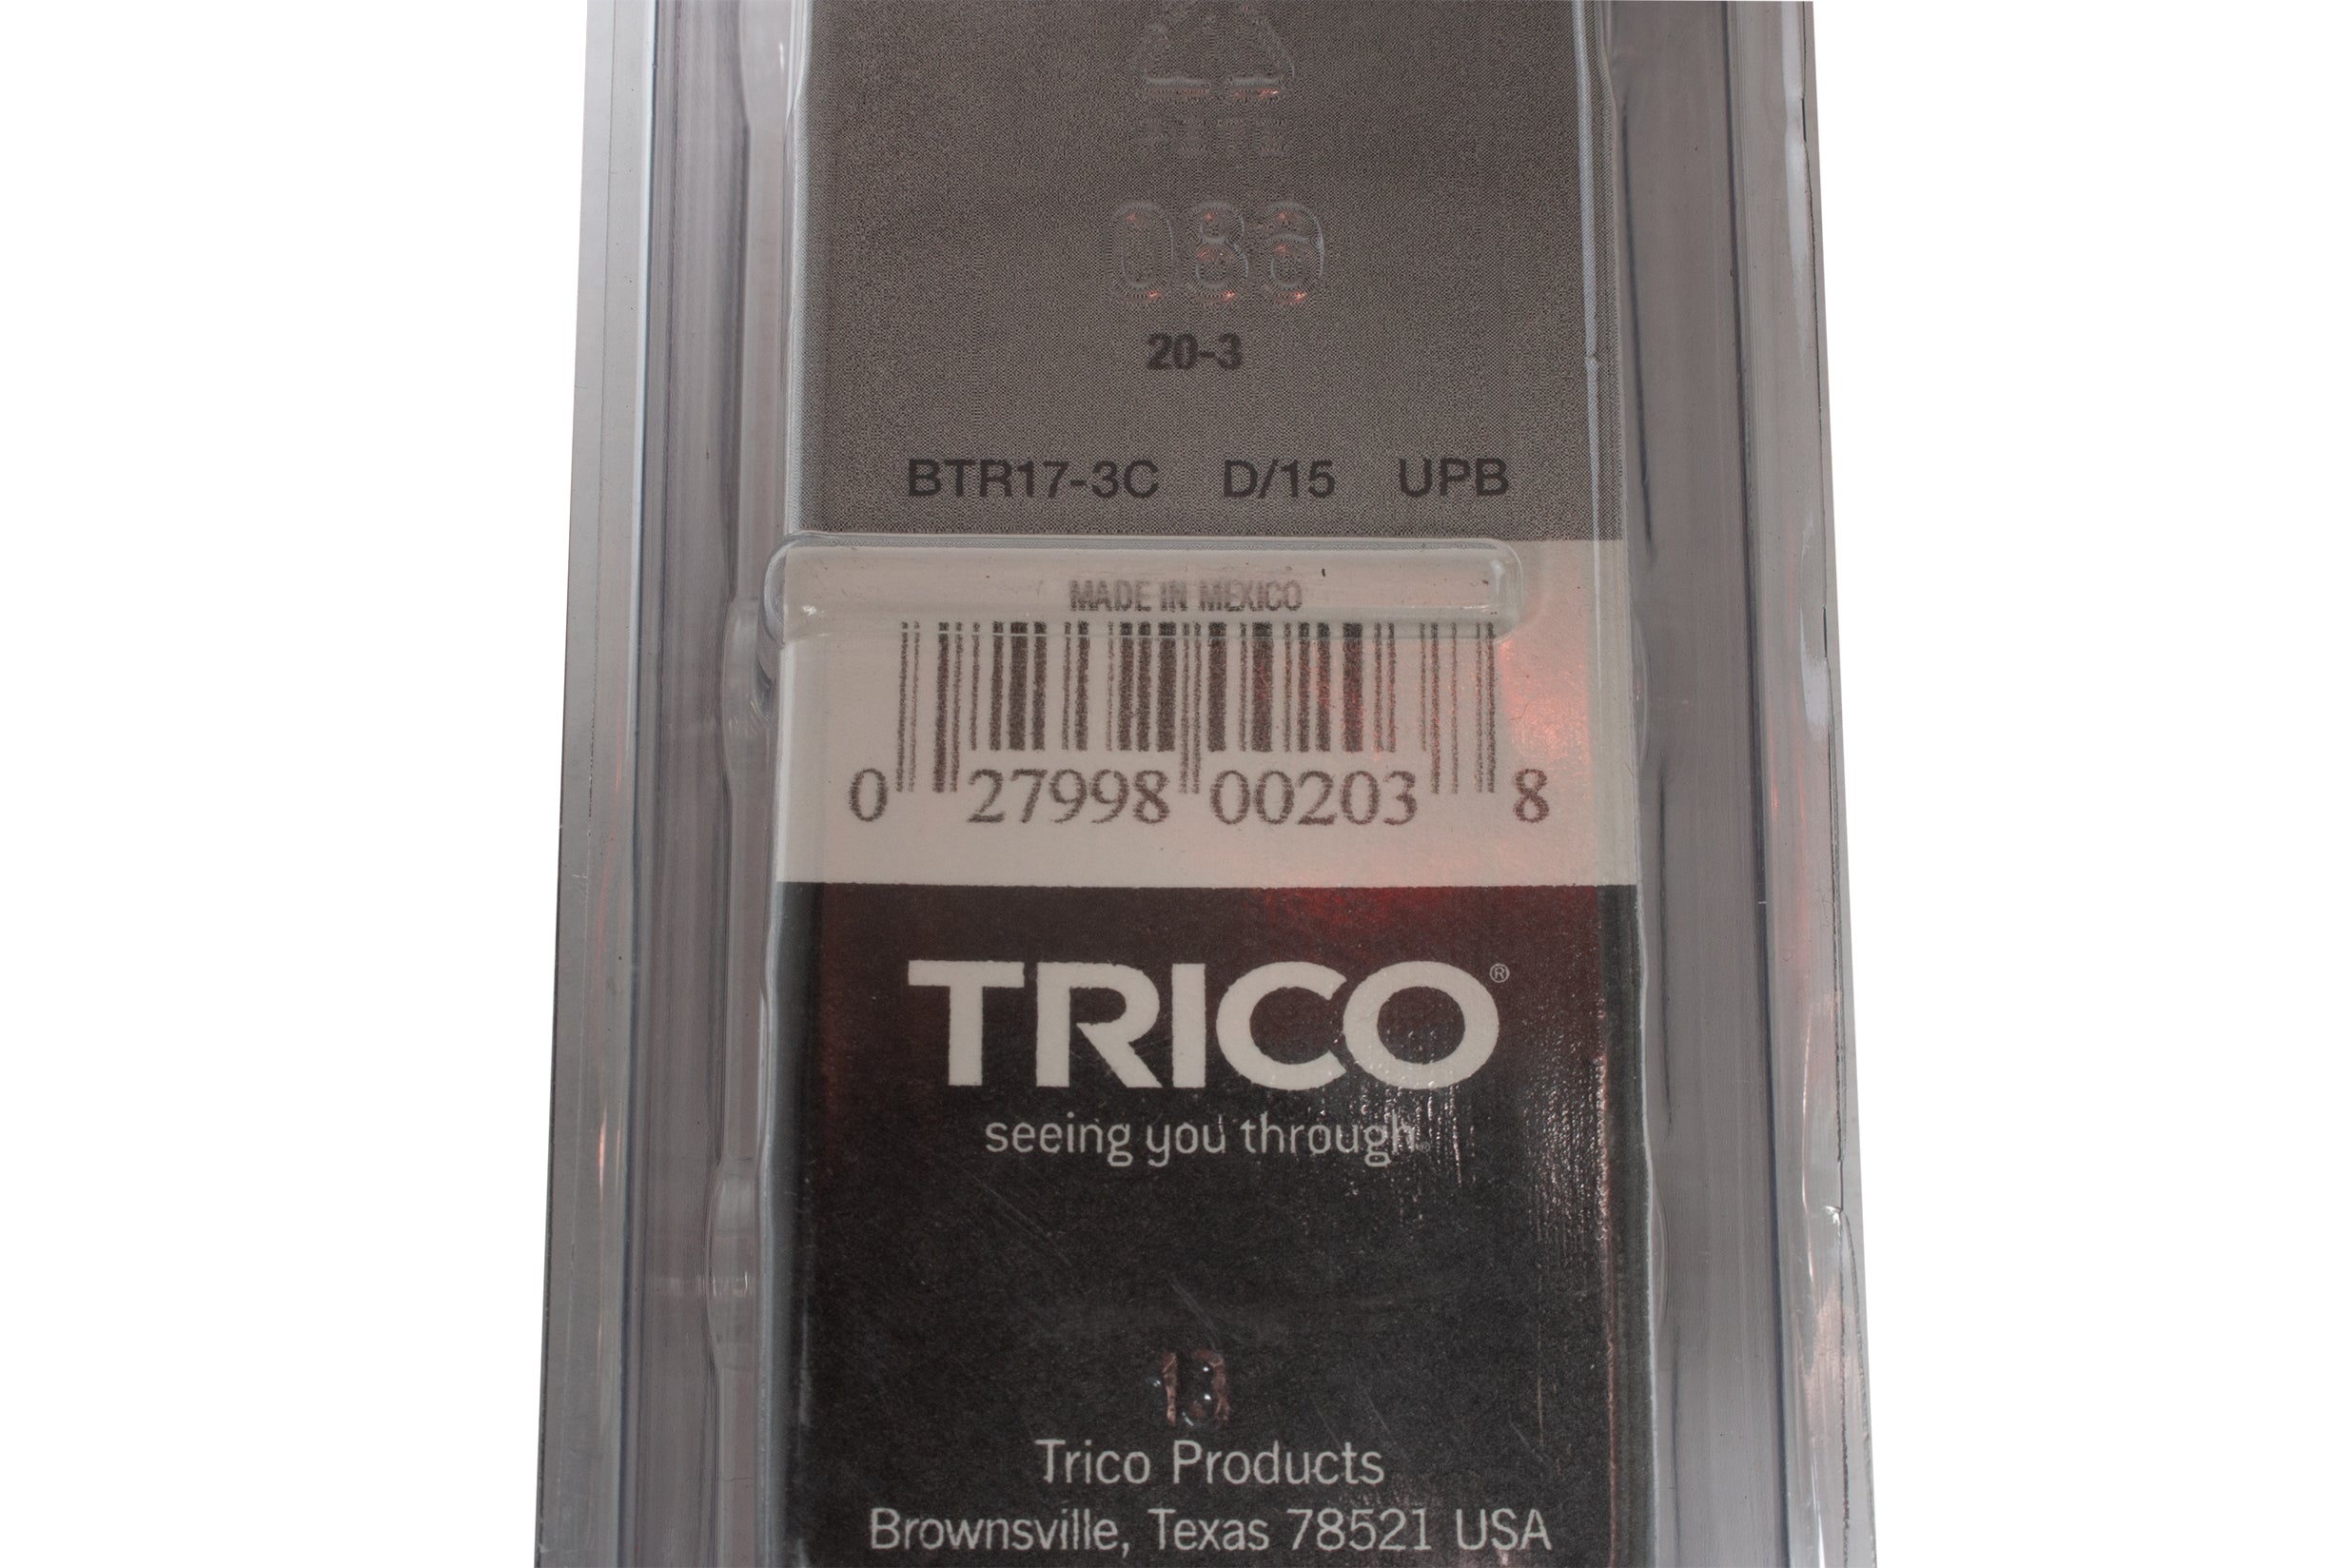 086
20-3
BTR17-3C D/15 UPB
MADE IN MEXICO
0 27998 00203 8
TRICO®
seeing you through®
13
Trico Products
Brownsville, Texas 78521 USA